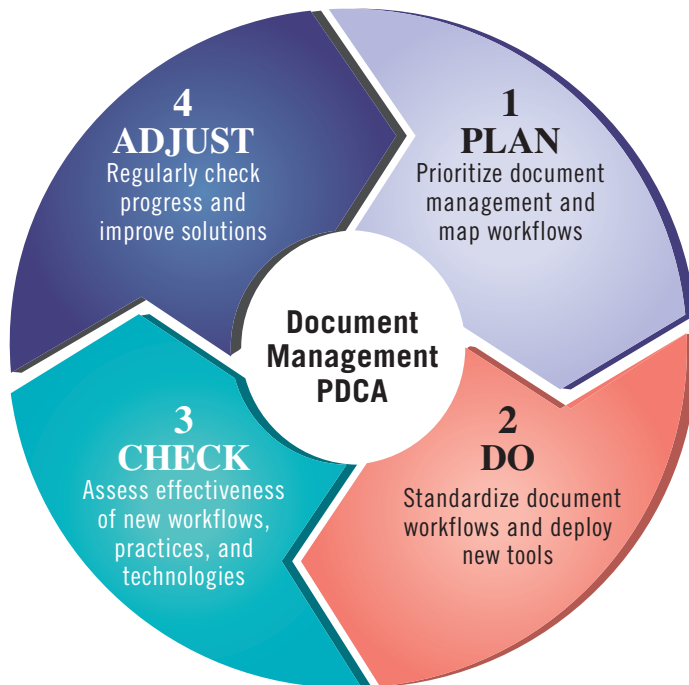 Document
Management
PDCA
1
PLAN
Prioritize document
management and
map workflows
2
DO
Standardize document
workflows and deploy
new tools
3
CHECK
Assess effectiveness
of new workflows,
practices, and
technologies
4
ADJUST
Regularly check
progress and
improve solutions